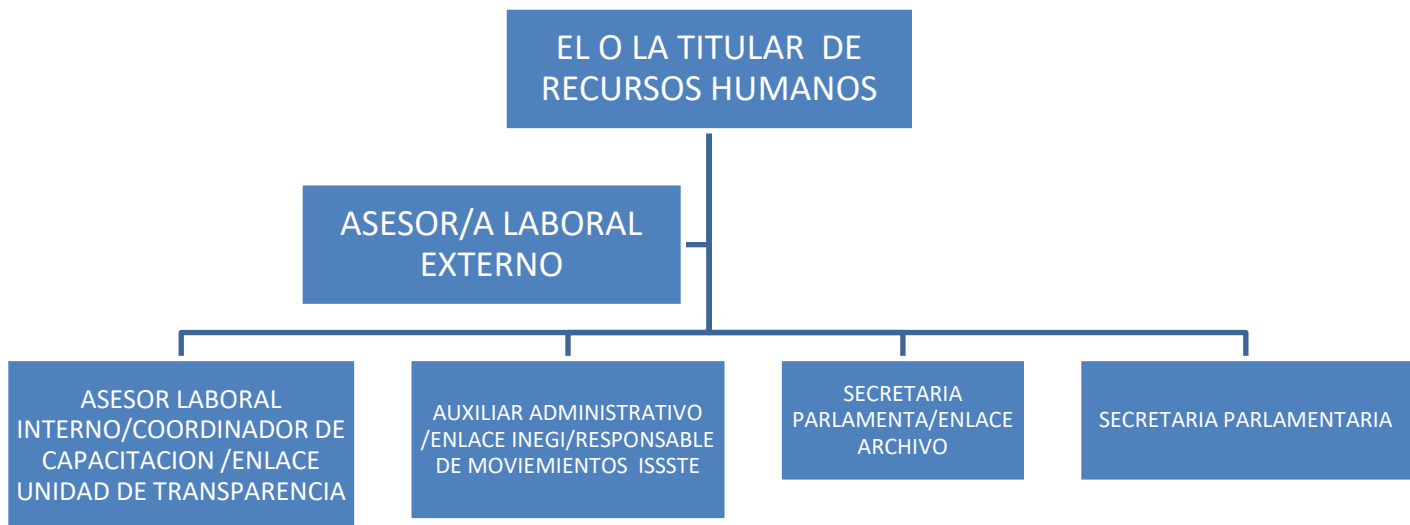 EL O LA TITULAR DE
RECURSOS HUMANOS
ASESOR/A LABORAL
EXTERNO
ASESOR LABORAL
INTERNO/COORDINADOR DE
CAPACITACION /ENLACE
UNIDAD DE TRANSPARENCIA
AUXILIAR ADMINISTRATIVO
/ENLACE INEGI/RESPONSABLE
DE MOVIEMIENTOS ISSSTE
SECRETARIA
PARLAMENTA/ENLACE
ARCHIVO
SECRETARIA PARLAMENTARIA